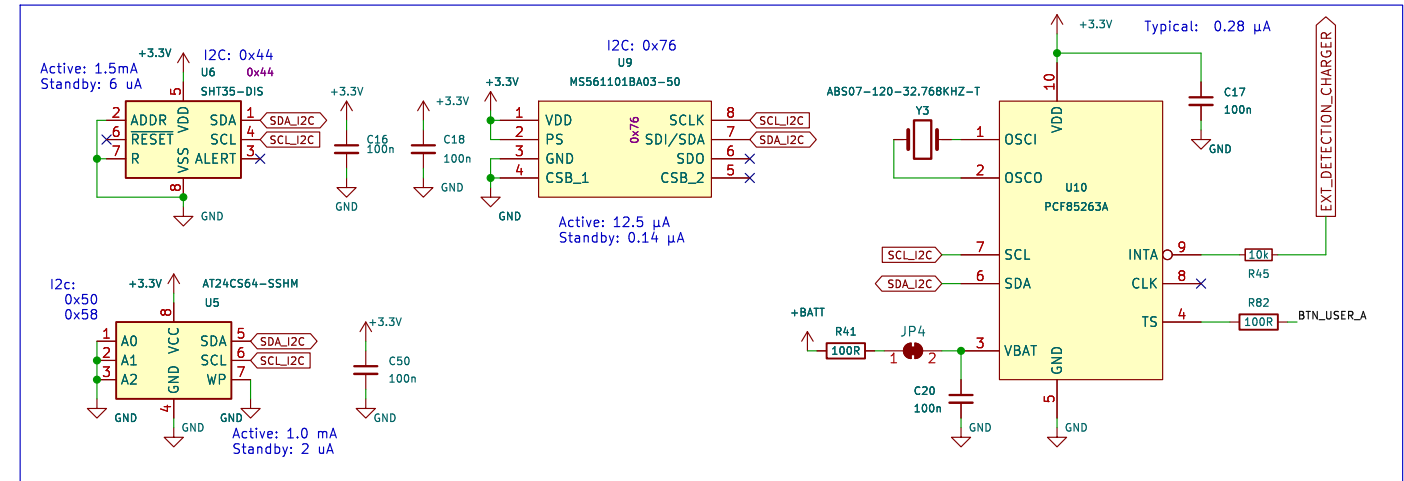 +3.3V
I2C: 0x44
Active: 1.5mA
Standby: 6 uA
U6
0x44
SHT35-DIS
5
2
ADDR
VDD
SDA
1
SDA_I2C
6
RESET
SCL
4
SCL_I2C
7
R
VSS
ALERT
3
8
GND
+3.3V
C16
100n
GND
+3.3V
C18
100n
GND
I2C: 0x76
U9
MS561101BA03-50
+3.3V
1
VDD
SCLK
8
SCL_I2C
2
PS
0x76
SDI/SDA
7
SDA_I2C
3
GND
SDO
6
4
CSB_1
CSB_2
5
GND
Active: 12.5 µA
Standby: 0.14 µA
+3.3V
Typical: 0.28 µA
10
VDD
C17
100n
GND
ABS07-120-32.768KHZ-T
Y3
1
OSCI
2
OSCO
U10
PCF85263A
SCL_I2C
7
SCL
SDA_I2C
6
SDA
INTA
9
10k
R45
EXT_DETECTION_CHARGER
CLK
8
TS
4
R82
100R
BTN_USER_A
+BATT
R41
100R
JP4
1
2
3
VBAT
GND
5
C20
100n
GND
GND
I2c:
0x50
0x58
+3.3V
AT24CS64-SSHM
U5
8
1
A0
VCC
SDA
5
SDA_I2C
2
A1
SCL
6
SCL_I2C
3
A2
GND
WP
7
4
GND
GND
GND
Active: 1.0 mA
Standby: 2 uA
+3.3V
C50
100n
GND